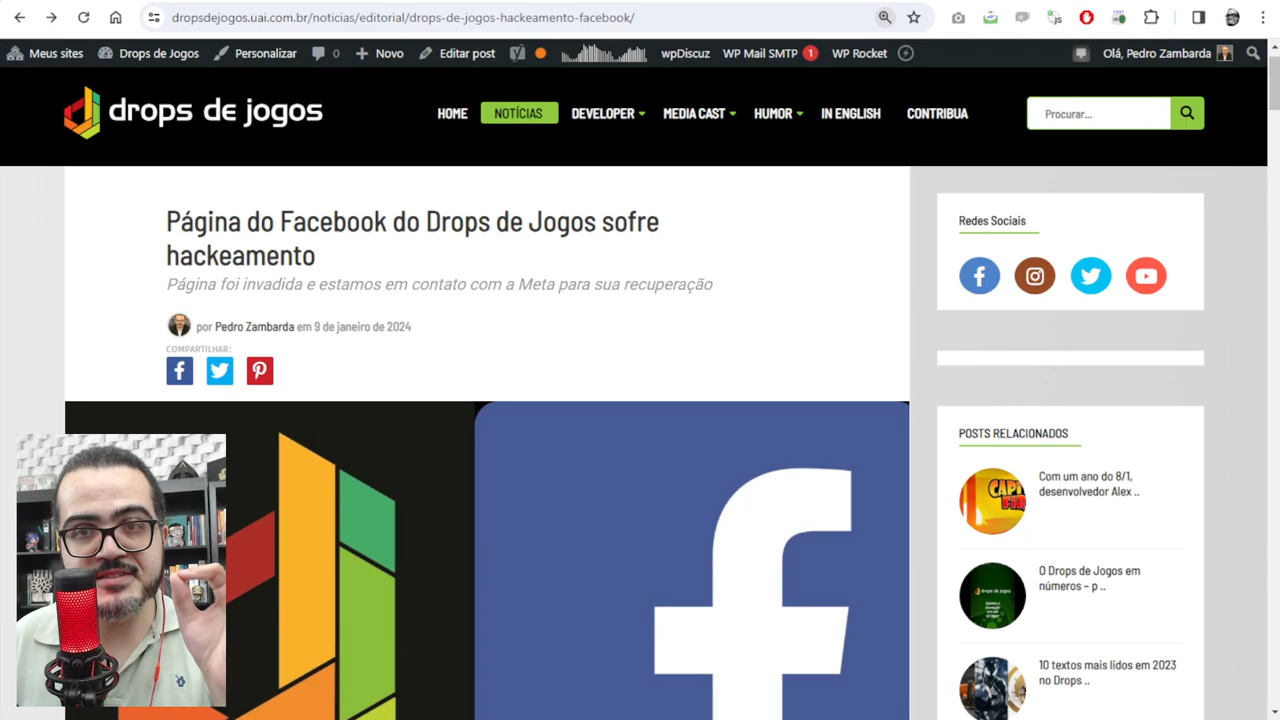 dropsdejogos.uai.com.br/noticias/editorial/drops-de-jogos-hackeamento-facebook/
Meus sites
Drops de Jogos
Personalizar
0
Novo
Editar post
wpDiscuz
WP Mail SMTP
1
WP Rocket
Olá, Pedro Zambarda
drops de jogos
HOME
NOTÍCIAS
DEVELOPER
MEDIA CAST
HUMOR
IN ENGLISH
CONTRIBUA
Procurar...
Página do Facebook do Drops de Jogos sofre
hackeamento
Página foi invadida e estamos em contato com a Meta para sua recuperação
por Pedro Zambarda em 9 de janeiro de 2024
COMPARTILHAR:
Redes Sociais
POSTS RELACIONADOS
Com um ano do 8/1,
desenvolvedor Alex ..
O Drops de Jogos em
números – p ..
drops de jogos
10 textos mais lidos em 2023
no Drops ..